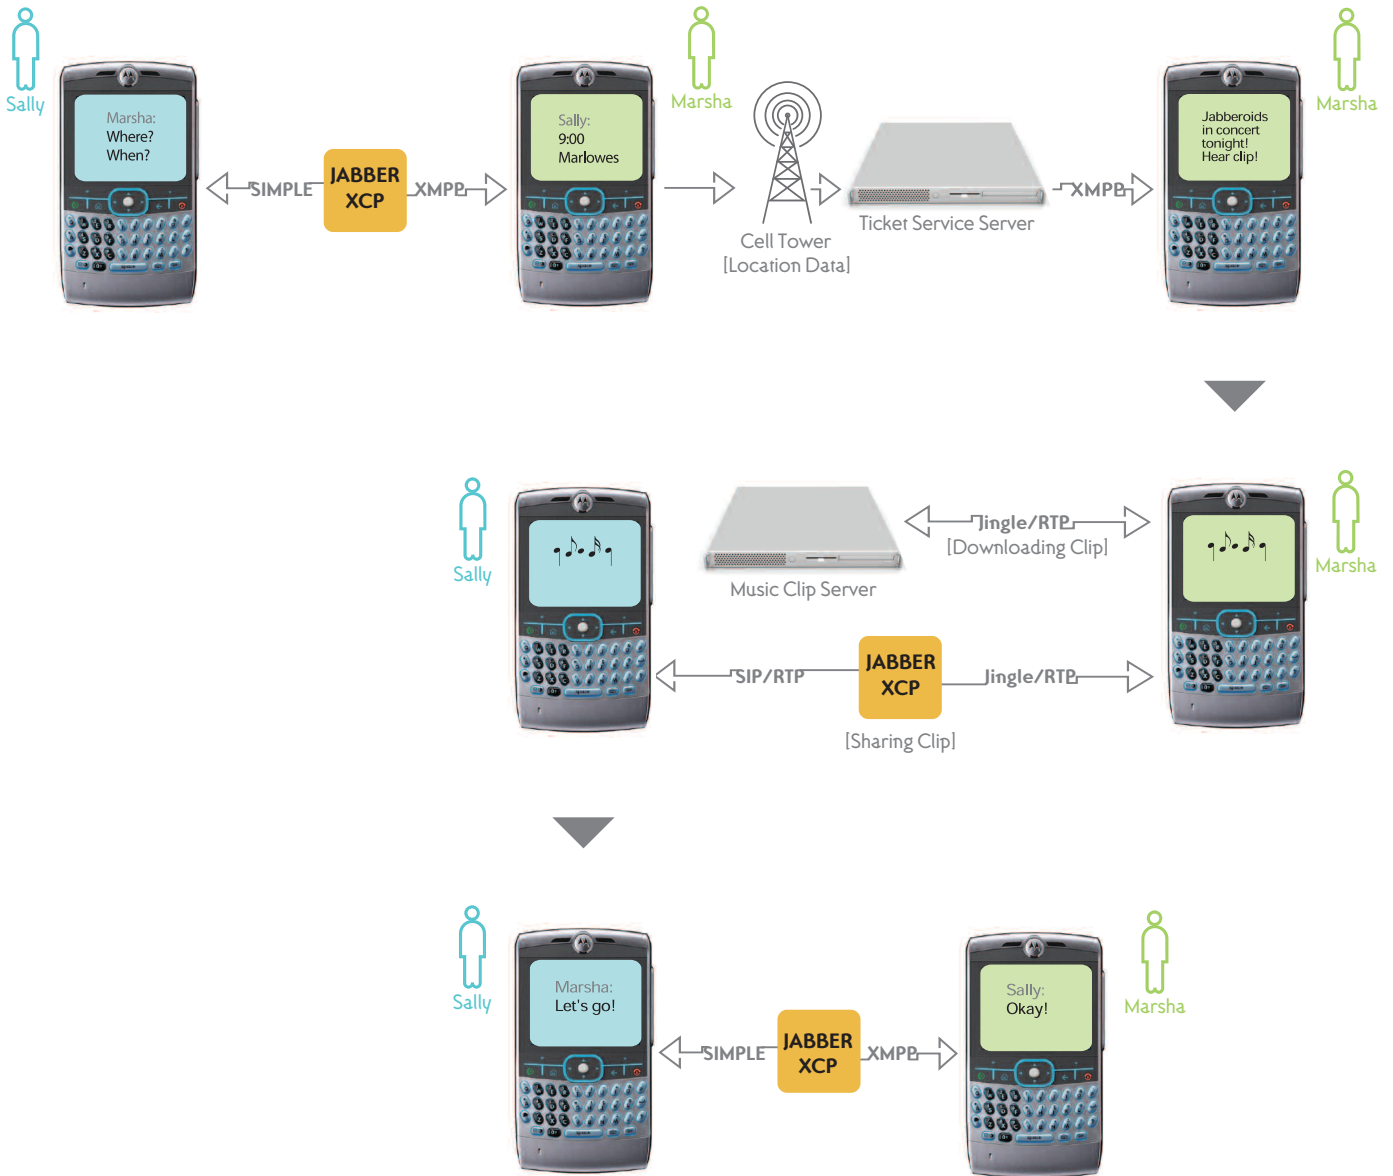 Sally
Marsha:
Where?
When?
SIMPLE
JABBER
XCP
XMPP
Sally:
9:00
Marlowes
Marsha
Cell Tower
[Location Data]
Ticket Service Server
XMPP
Jabberoids
in concert
tonight!
Hear clip!
Marsha
Sally
Music Clip Server
Jingle/RTP
[Downloading Clip]
Marsha
SIP/RTP
JABBER
XCP
Jingle/RTP
[Sharing Clip]
Sally
Marsha:
Let's go!
SIMPLE
JABBER
XCP
XMPP
Sally:
Okay!
Marsha